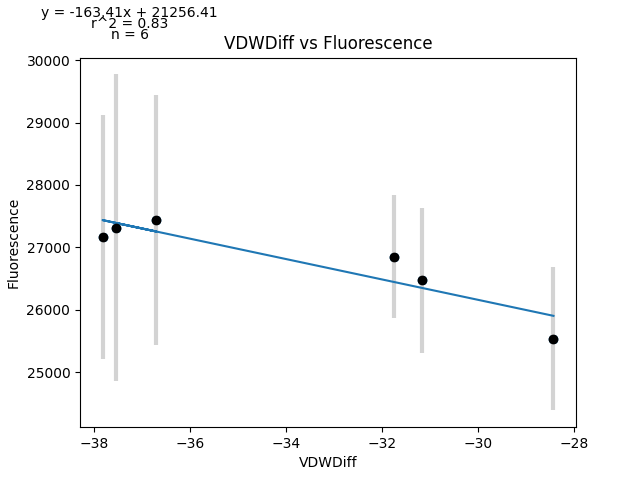 y = -163.41x + 21256.41
r^2 = 0.83
n = 6
VDWDiff vs Fluorescence
30000
29000
28000
27000
26000
25000
Fluorescence
−38
−36
−34
−32
−30
−28
VDWDiff